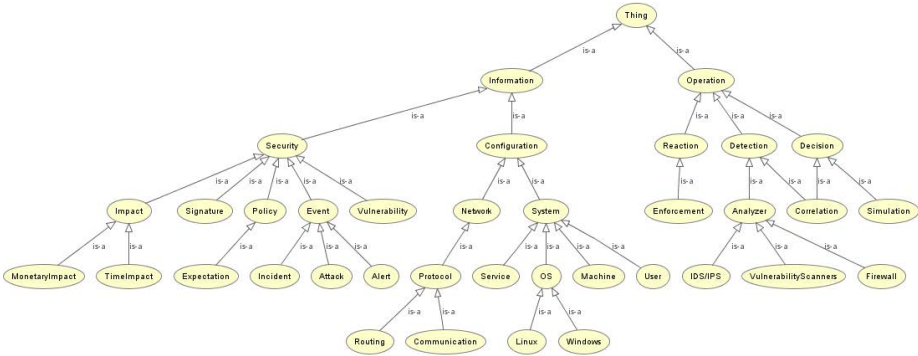 Thing
is-a is-a
Information Operation
is-a is-a is-a is-a is-a
Security Configuration Reaction Detection Decision
is-a is-a is-a is-a is-a is-a is-a is-a is-a is-a is-a is-a
Impact Signature Policy Event Vulnerability Network System Enforcement Analyzer Correlation Simulation
is-a is-a is-a is-a is-a is-a is-a is-a is-a is-a is-a is-a is-a is-a
MonetaryImpact TimeImpact Expectation Incident Attack Alert Protocol Service OS Machine User IDS/IPS VulnerabilityScanners Firewall
is-a is-a is-a is-a
Routing Communication Linux Windows